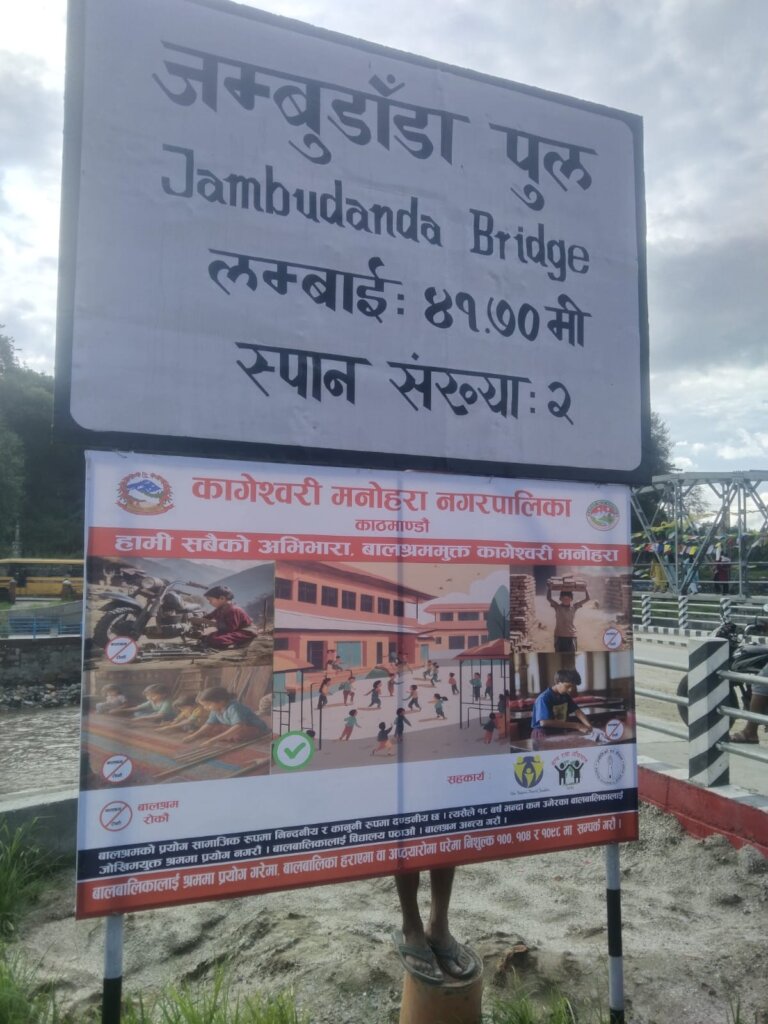 जम्बुडाँडा पुल
Jambudanda Bridge
लम्बाई: ४१.७० मी
स्पान संख्या: २
कागेश्वरी मनोहरा नगरपालिका
काठमाण्डौ
हामी सबैको अभिभारा, बालश्रममुक्त कागेश्वरी मनोहरा
सहकार्य :
बालश्रम
रोकौ
बालश्रमको प्रयोग सामाजिक रूपमा निन्दनीय र कानुनी रूपमा दण्डनीय छ । त्यसैले १८ बर्ष भन्दा कम उमेरका बालबालिकालाई
जोखिमयुक्त श्रममा प्रयोग नगरौं । बालबालिकालाई विद्यालय पठाऔं । बालश्रम अन्त्य गरौं ।
बालबालिकालाई श्रममा प्रयोग गरेमा, बालबालिका हराएमा वा अप्ठ्यारोमा परेमा निशुल्क १००, १०४ र १०९८ मा सम्पर्क गरौं ।